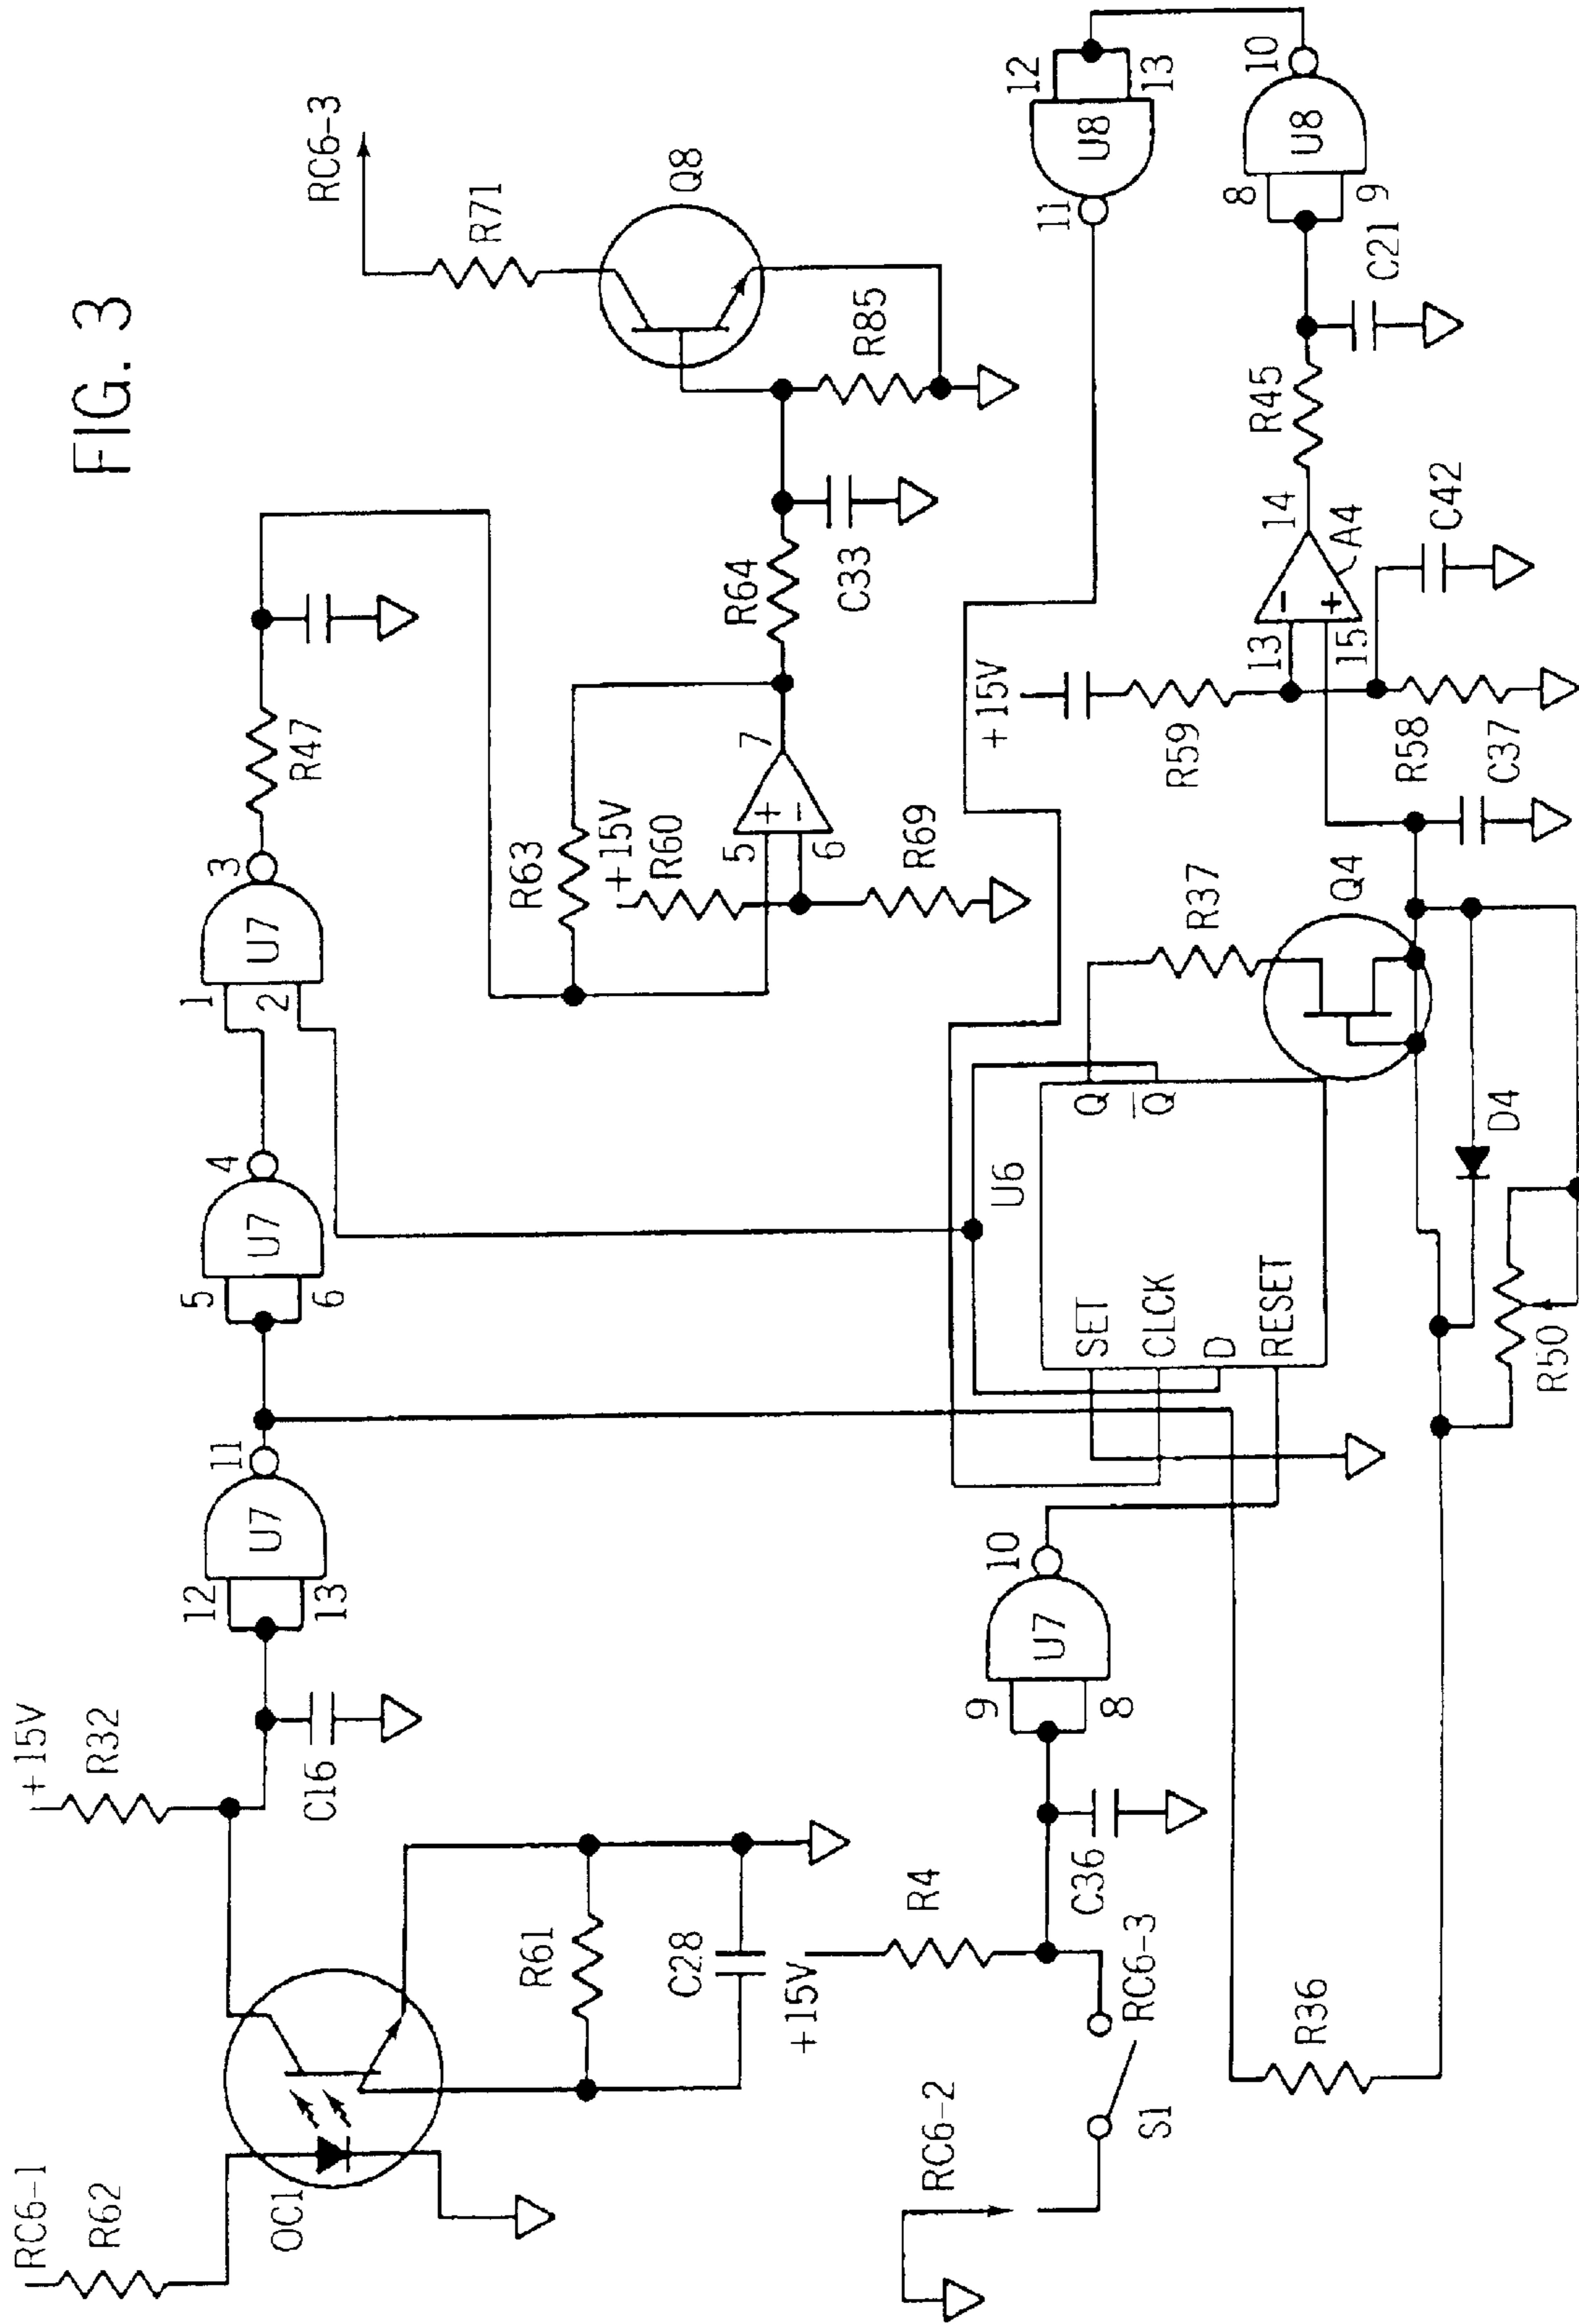 FIG. 3
RC6-1
R62
OC1
+15V
R32
C16
R61
C28
12
13
U7
11
5
6
U7
4
1
2
U7
3
R47
R63
+15V
R60
5
6
+
-
7
R69
R64
C33
R85
Q8
R71
RC6-3
RC6-2
S1
RC6-3
+15V
R4
C36
9
8
U7
10
R36
U6
SET
CLCK
D
RESET
Q
Q̅
R37
Q4
D4
R50
+15V
R59
13
15
-
+
14
A4
R58
C37
C42
R45
C21
8
9
U8
10
12
13
U8
11